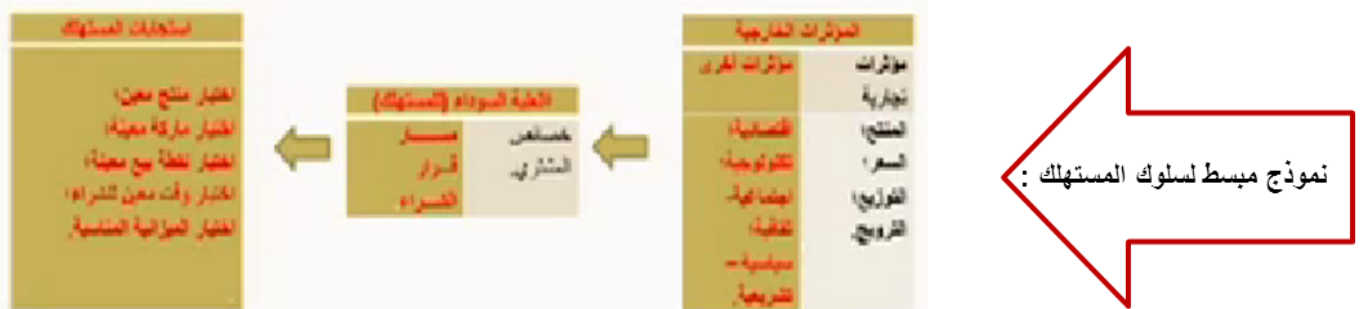 نموذج مبسط لسلوك المستهلك :
المؤثرات الخارجية
مؤثرات
تجارية
المنتج؛
السعر؛
التوزيع؛
الترويج.
مؤثرات أخرى
اقتصادية؛
تكنولوجية؛
اجتماعية-
ثقافية؛
سياسية –
تشريعية.
العلبة السوداء (المستهلك)
خصائص
المشتري.
مسار
قرار
الشراء.
استجابات المستهلك
اختيار منتج معين؛
اختيار ماركة معينة؛
اختيار نقطة بيع معينة؛
اختيار وقت معين للشراء؛
اختيار الميزانية المناسبة.